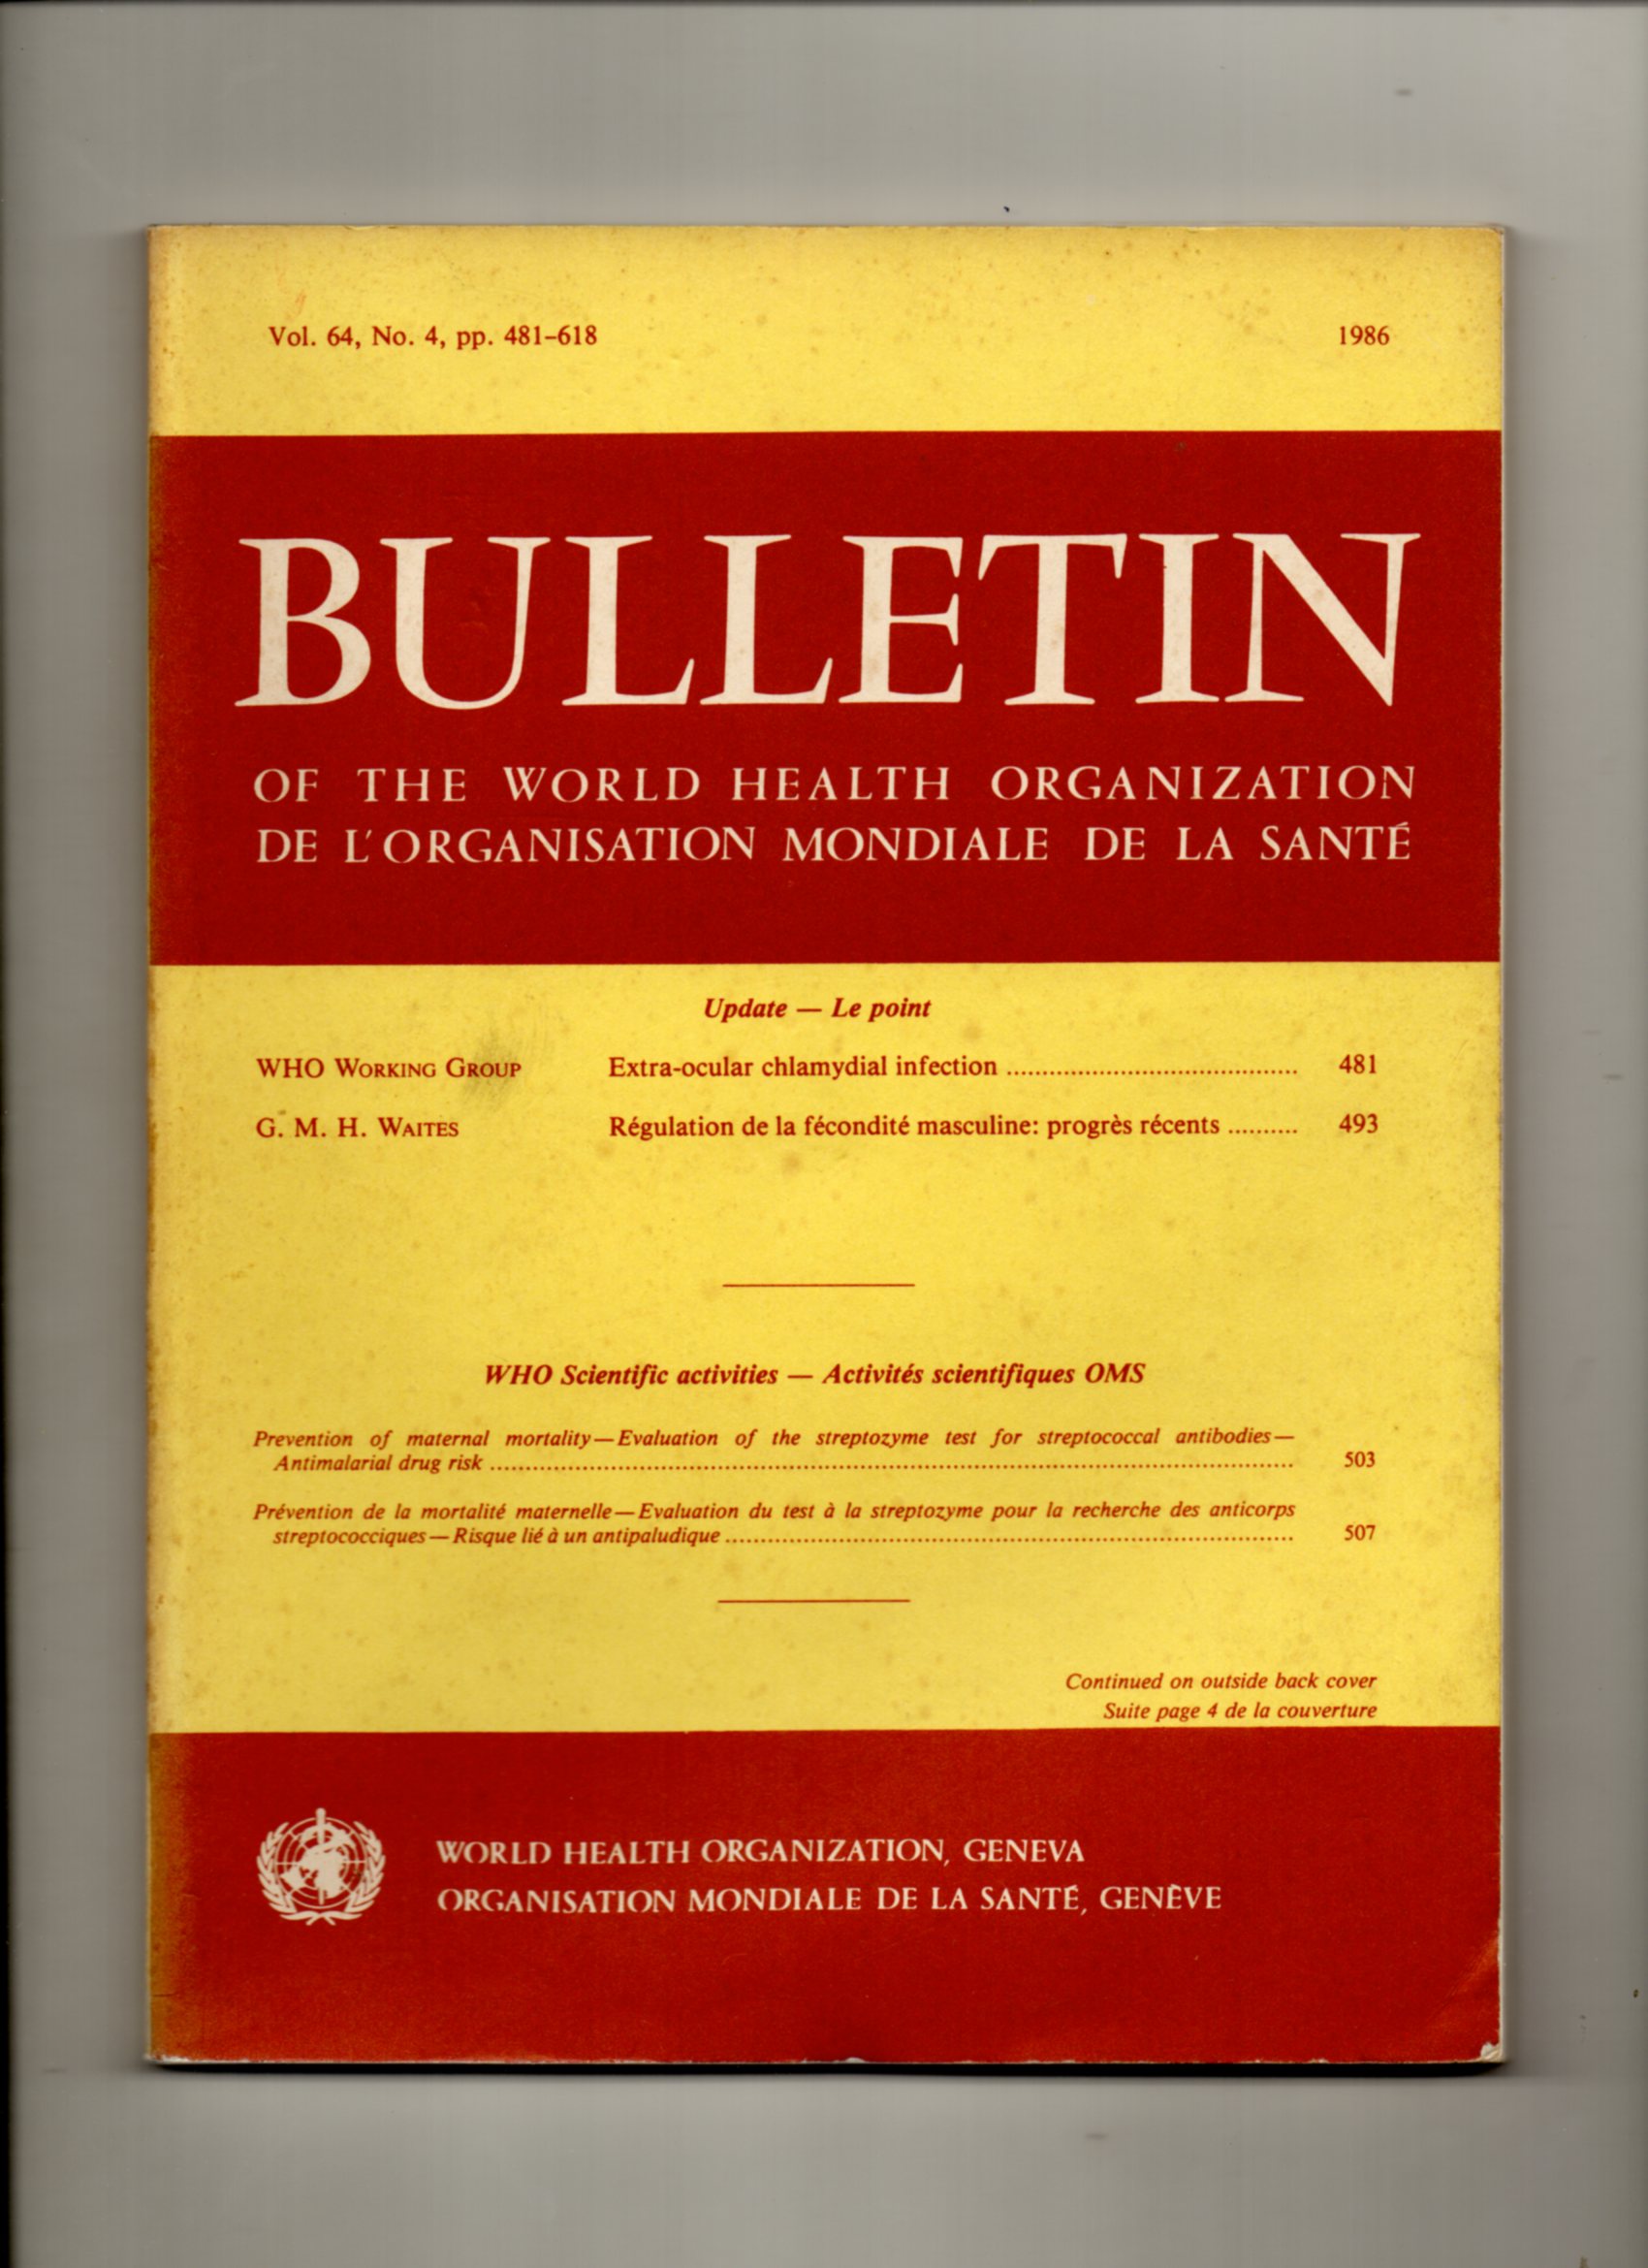 Vol. 64, No. 4, pp. 481–618 1986
BULLETIN
OF THE WORLD HEALTH ORGANIZATION
DE L'ORGANISATION MONDIALE DE LA SANTÉ
Update — Le point
WHO WORKING GROUP Extra-ocular chlamydial infection ........................................ 481
G. M. H. WAITES Régulation de la fécondité masculine: progrès récents .......... 493
WHO Scientific activities — Activités scientifiques OMS
Prevention of maternal mortality—Evaluation of the streptozyme test for streptococcal antibodies—
Antimalarial drug risk ........................................ 503
Prévention de la mortalité maternelle—Evaluation du test à la streptozyme pour la recherche des anticorps
streptococciques—Risque lié à un antipaludique ........................................ 507
Continued on outside back cover
Suite page 4 de la couverture
WORLD HEALTH ORGANIZATION, GENEVA
ORGANISATION MONDIALE DE LA SANTÉ, GENÈVE